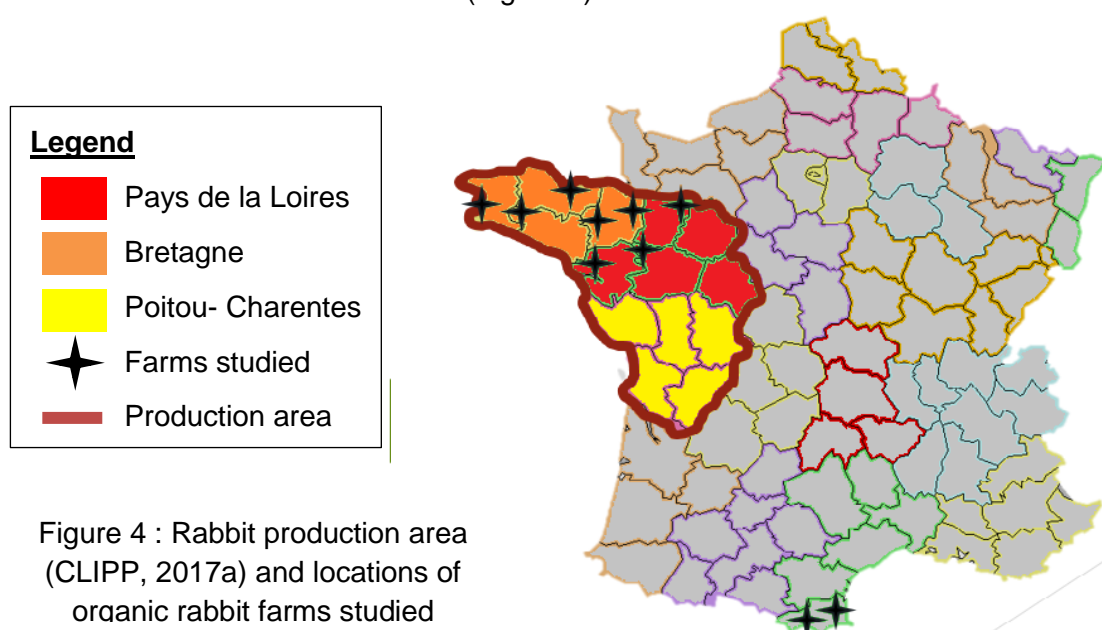 Legend
Pays de la Loires
Bretagne
Poitou- Charentes
Farms studied
Production area
Figure 4 : Rabbit production area
(CLIPP, 2017a) and locations of
organic rabbit farms studied